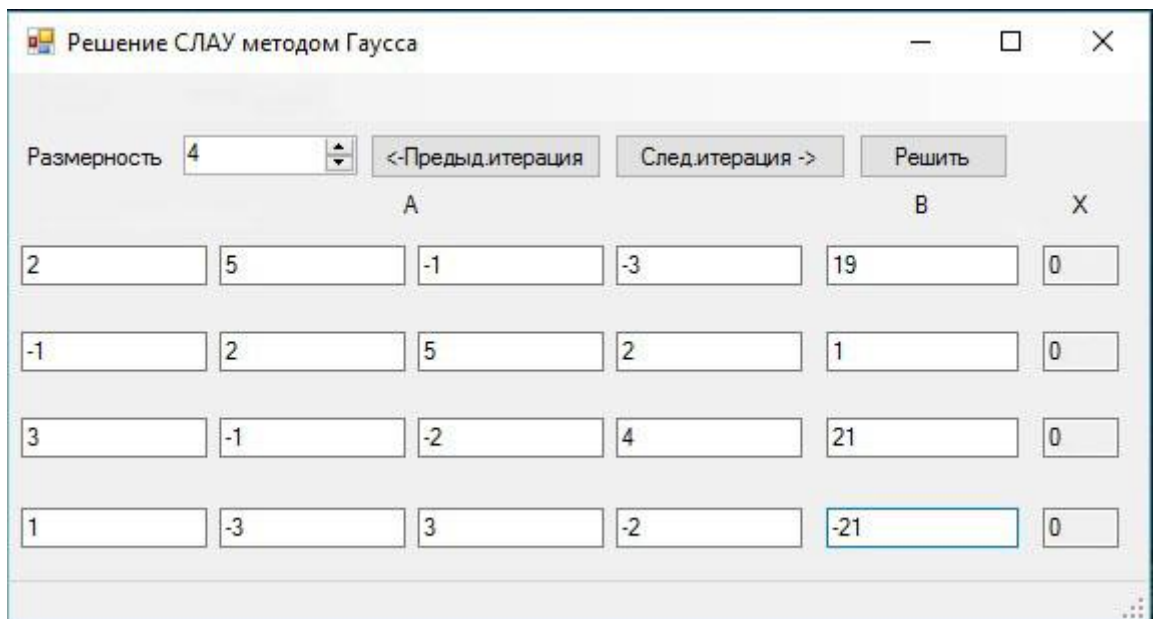 Решение СЛАУ методом Гаусса
Размерность 4 <-Предыд.итерация След.итерация -> Решить
A B X
2 5 -1 -3 19 0
-1 2 5 2 1 0
3 -1 -2 4 21 0
1 -3 3 -2 -21 0